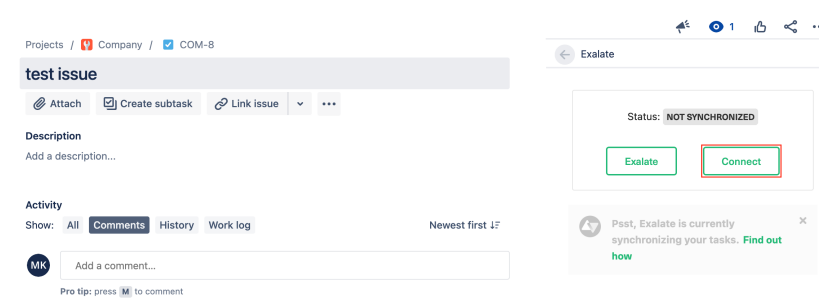 1
Projects / Company / COM-8
Exalate
test issue
Attach Create subtask Link issue
Status: NOT SYNCHRONIZED
Description
Add a description...
Exalate Connect
Activity
Show: All Comments History Work log Newest first
Psst, Exalate is currently
synchronizing your tasks. Find out
how
MK Add a comment...
Pro tip: press M to comment